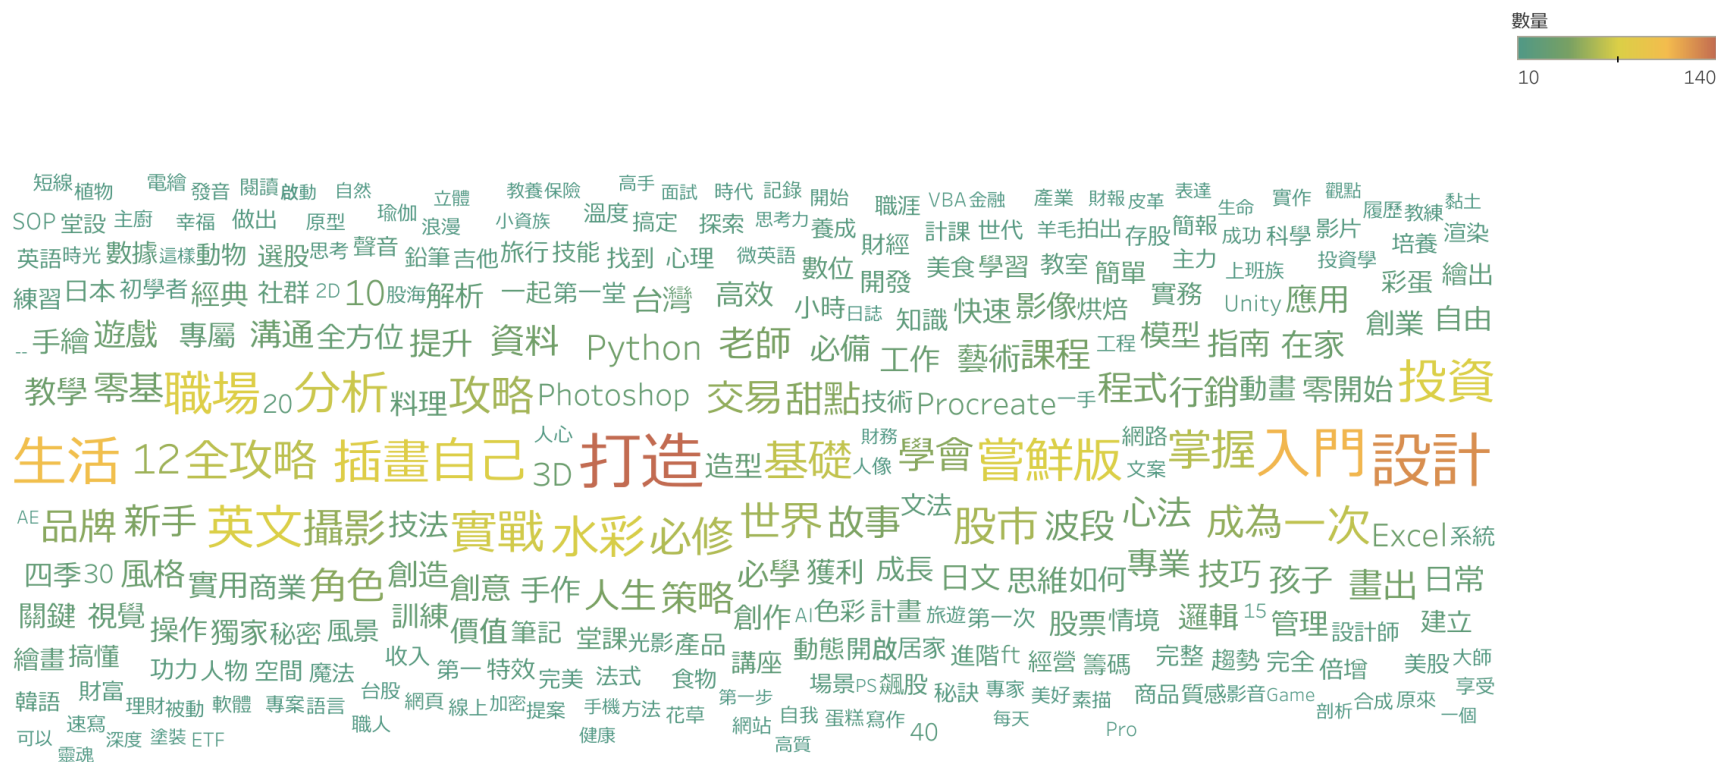 數量
10 140
短線 植物 電繪 發音 閱讀 啟動 自然 瑜伽 立體 教養 保險 高手 面試 時代 記錄 開始 職涯 VBA 金融 產業 財報 皮革 表達 生命 實作 觀點 履歷 教練 黏土
SOP 堂設 主廚 幸福 做出 原型 浪漫 小資族 溫度 搞定 探索 思考力 養成 財經 計課 世代 羊毛 拍出 存股 簡報 成功 科學 影片 培養 渲染
英語 時光 數據 這樣 動物 選股 思考 聲音 鉛筆 吉他 旅行 技能 找到 心理 微英語 數位 開發 美食 學習 教室 簡單 主力 上班族 投資學 彩蛋 繪出
練習 日本 初學者 經典 社群 2D 10 股海 解析 一起 第一堂 台灣 高效 小時 日誌 知識 快速 影像 烘焙 實務 Unity 應用 創業 自由
-- 手繪 遊戲 專屬 溝通 全方位 提升 資料 Python 老師 必備 工作 藝術 課程 工程 模型 指南 在家
教學 零基 職場 20 分析 料理 攻略 Photoshop 交易 甜點 技術 Procreate 一手 程式 行銷 動畫 零開始 投資
生活 12 全攻略 插畫 自己 人心 3D 打造 造型 基礎 財務 人像 學會 嘗鮮版 網路 文案 掌握 入門 設計
AE 品牌 新手 英文 攝影 技法 實戰 水彩 必修 世界 故事 文法 股市 波段 心法 成為 一次 Excel 系統
四季 30 風格 實用 商業 角色 創造 創意 手作 人生 策略 必學 獲利 成長 日文 思維 如何 專業 技巧 孩子 畫出 日常
關鍵 視覺 操作 獨家 秘密 風景 訓練 價值 筆記 堂課 光影 產品 創作 AI 色彩 計畫 旅遊 第一次 股票 情境 邏輯 15 管理 設計師 建立
繪畫 搞懂 功力 人物 空間 魔法 收入 第一 特效 完美 法式 食物 講座 動態 開啟 居家 進階 ft 經營 籌碼 完整 趨勢 完全 倍增 美股 大師
韓語 財富 理財 被動 軟體 專案 語言 台股 網頁 線上 加密 提案 手機 方法 花草 第一步 場景 PS 飆股 秘訣 專家 美好 素描 商品 質感 影音 Game 剖析 合成 原來 享受 一個
可以 速寫 深度 塗裝 ETF 職人 健康 網站 自我 蛋糕 寫作 40 每天 Pro
靈魂 高質